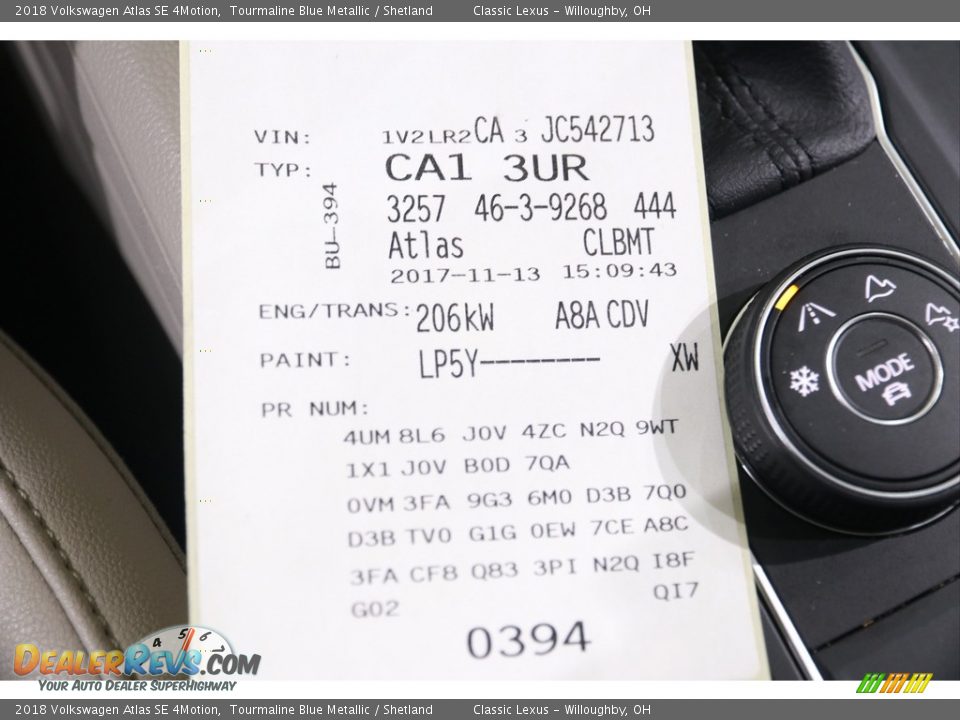 2018 Volkswagen Atlas SE 4Motion, Tourmaline Blue Metallic / Shetland Classic Lexus - Willoughby, OH
VIN: 1V2LR2CA 3 JC542713
TYP: CA1 3UR
BU-394
3257 46-3-9268 444
Atlas CLBMT
2017-11-13 15:09:43
ENG/TRANS: 206kW A8A CDV
PAINT: LP5Y--------- XW
PR NUM:
4UM 8L6 J0V 4ZC N2Q 9WT
1X1 J0V B0D 7QA
0VM 3FA 9G3 6M0 D3B 7Q0
D3B TV0 G1G 0EW 7CE A8C
3FA CF8 Q83 3PI N2Q I8F
G02 QI7
0394
MODE
4 5 6
DEALERREVS.COM
YOUR AUTO DEALER SUPERHIGHWAY
2018 Volkswagen Atlas SE 4Motion, Tourmaline Blue Metallic / Shetland Classic Lexus - Willoughby, OH